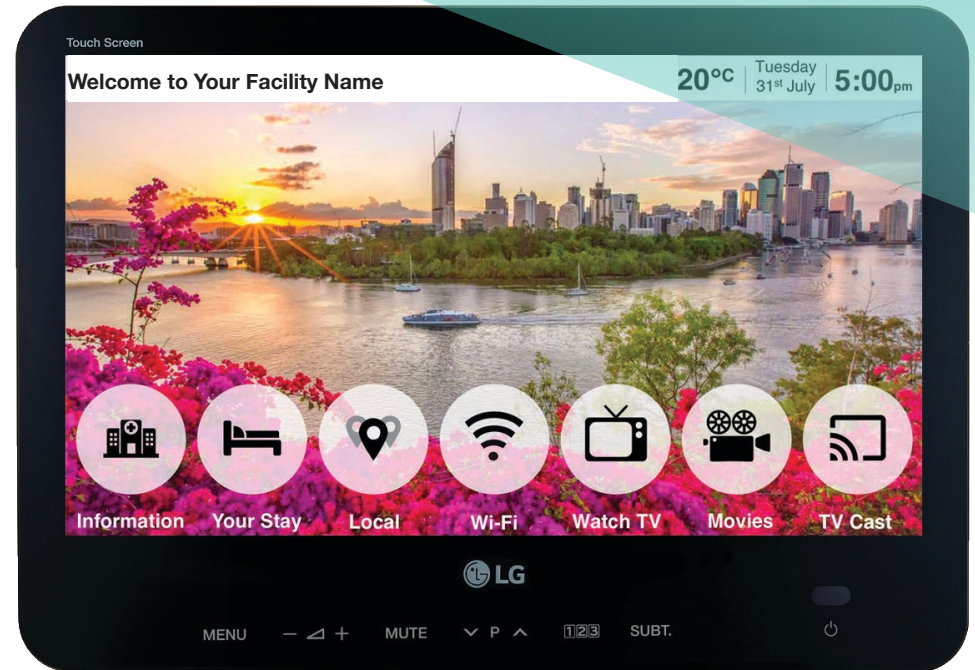 Touch Screen
Welcome to Your Facility Name
20°C
Tuesday
31st July
5:00pm
Information Your Stay Local Wi-Fi Watch TV Movies TV Cast
LG
MENU − + MUTE P 123 SUBT.